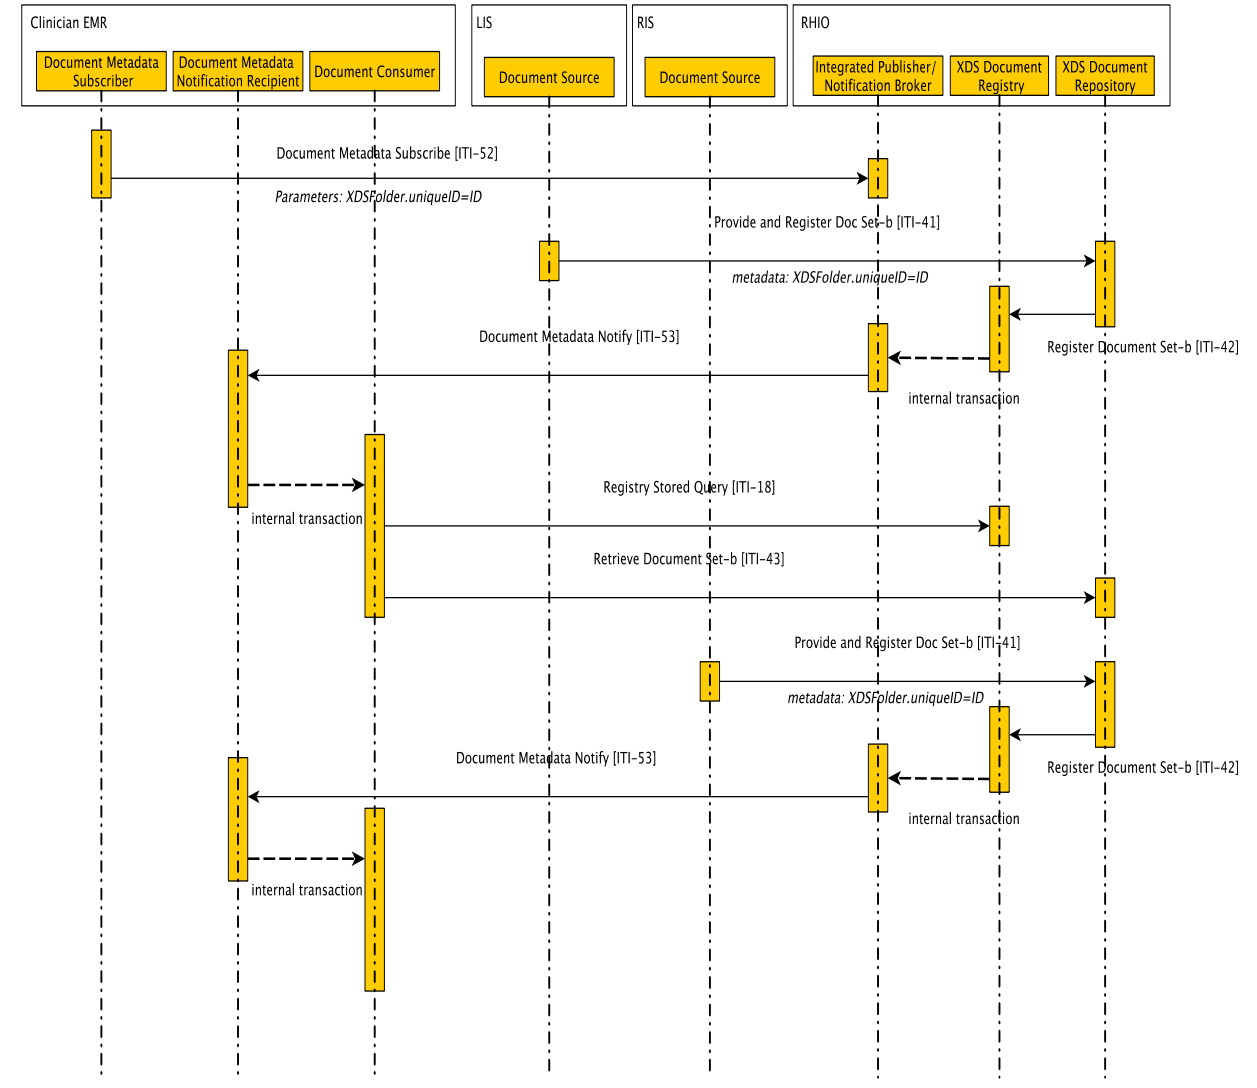 Clinician EMR
LIS
RIS
RHIO
Document Metadata
Subscriber
Document Metadata
Notification Recipient
Document Consumer
Document Source
Document Source
Integrated Publisher/
Notification Broker
XDS Document
Registry
XDS Document
Repository
Document Metadata Subscribe [ITI-52]
Parameters: XDSFolder.uniqueID=ID
Provide and Register Doc Set-b [ITI-41]
metadata: XDSFolder.uniqueID=ID
Document Metadata Notify [ITI-53]
Register Document Set-b [ITI-42]
internal transaction
Registry Stored Query [ITI-18]
internal transaction
Retrieve Document Set-b [ITI-43]
Provide and Register Doc Set-b [ITI-41]
metadata: XDSFolder.uniqueID=ID
Document Metadata Notify [ITI-53]
Register Document Set-b [ITI-42]
internal transaction
internal transaction